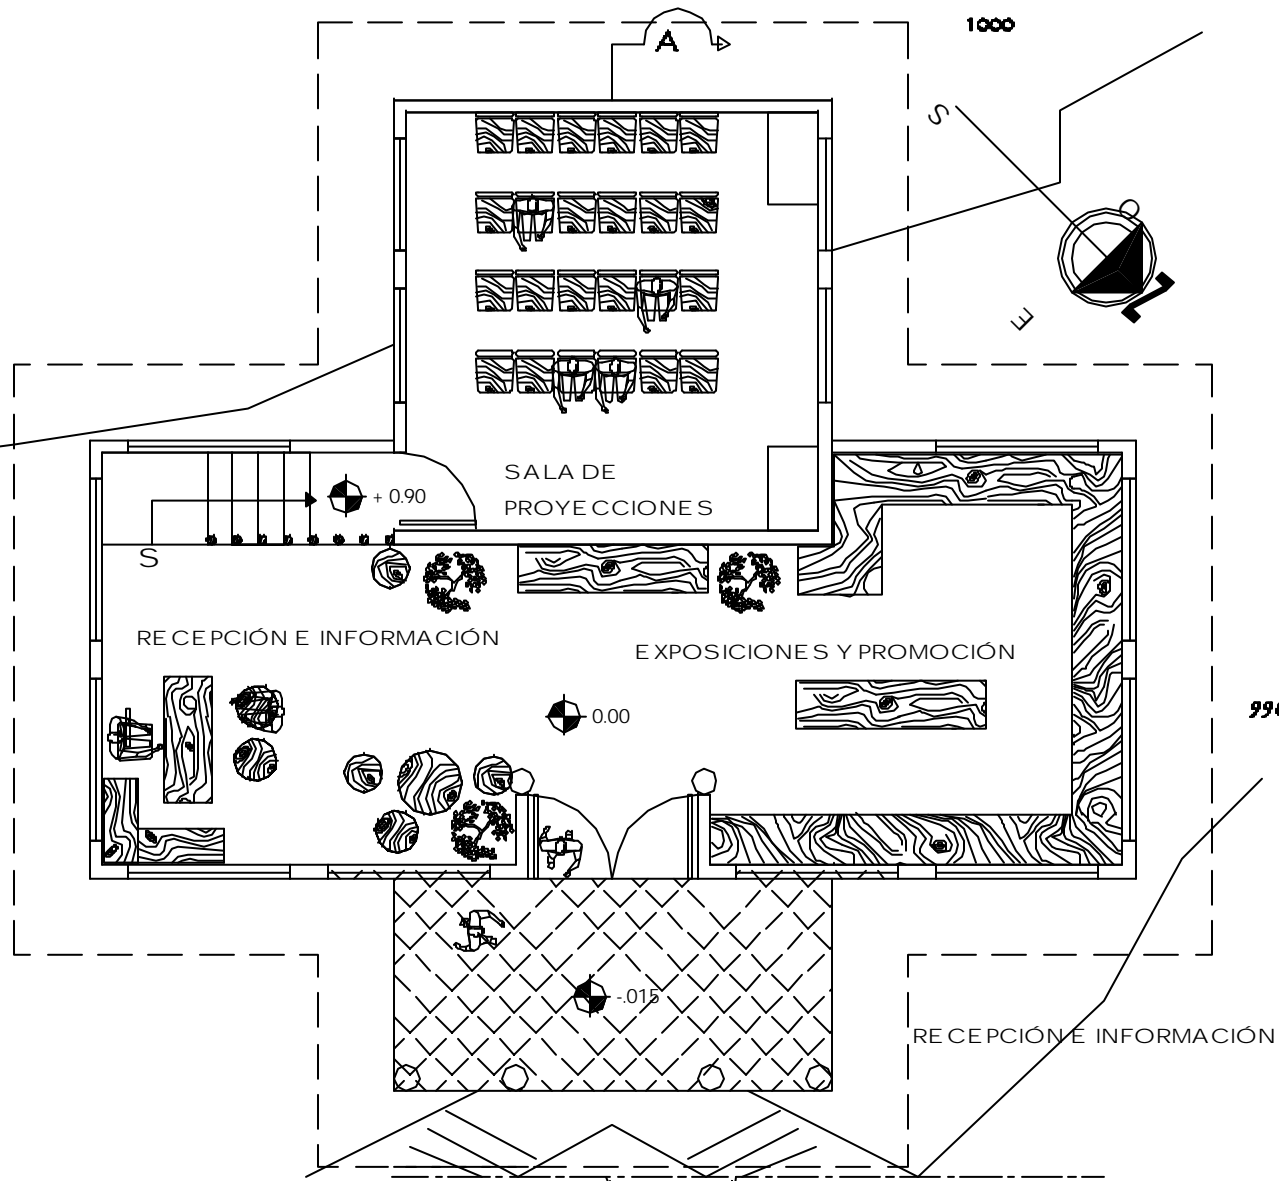 A
1000
S
E
SALA DE
PROYECCIONES
+ 0.90
S
RECEPCIÓN E INFORMACIÓN
EXPOSICIONES Y PROMOCIÓN
0.00
-.015
RECEPCIÓN E INFORMACIÓN